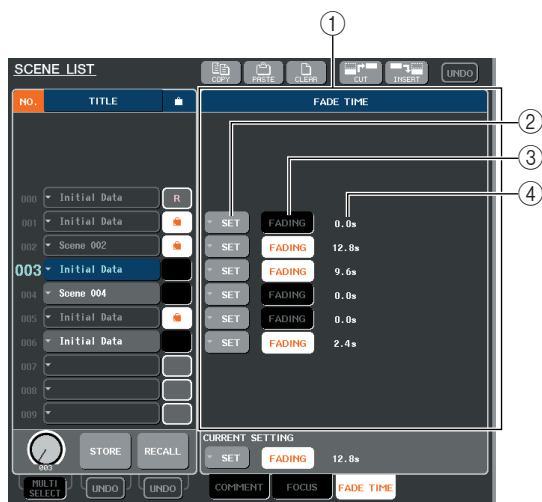 ①
SCENE LIST
COPY PASTE CLEAR CUT INSERT UNDO
NO. TITLE FADE TIME
②
③
④
000 Initial Data R
001 Initial Data SET FADING 0.0s
002 Scene 002 SET FADING 12.8s
003 Initial Data SET FADING 9.6s
004 Scene 004 SET FADING 0.0s
005 Initial Data SET FADING 0.0s
006 Initial Data SET FADING 2.4s
007
008
009
CURRENT SETTING
003 STORE RECALL SET FADING 12.8s
MULTI SELECT UNDO UNDO COMMENT FOCUS FADE TIME